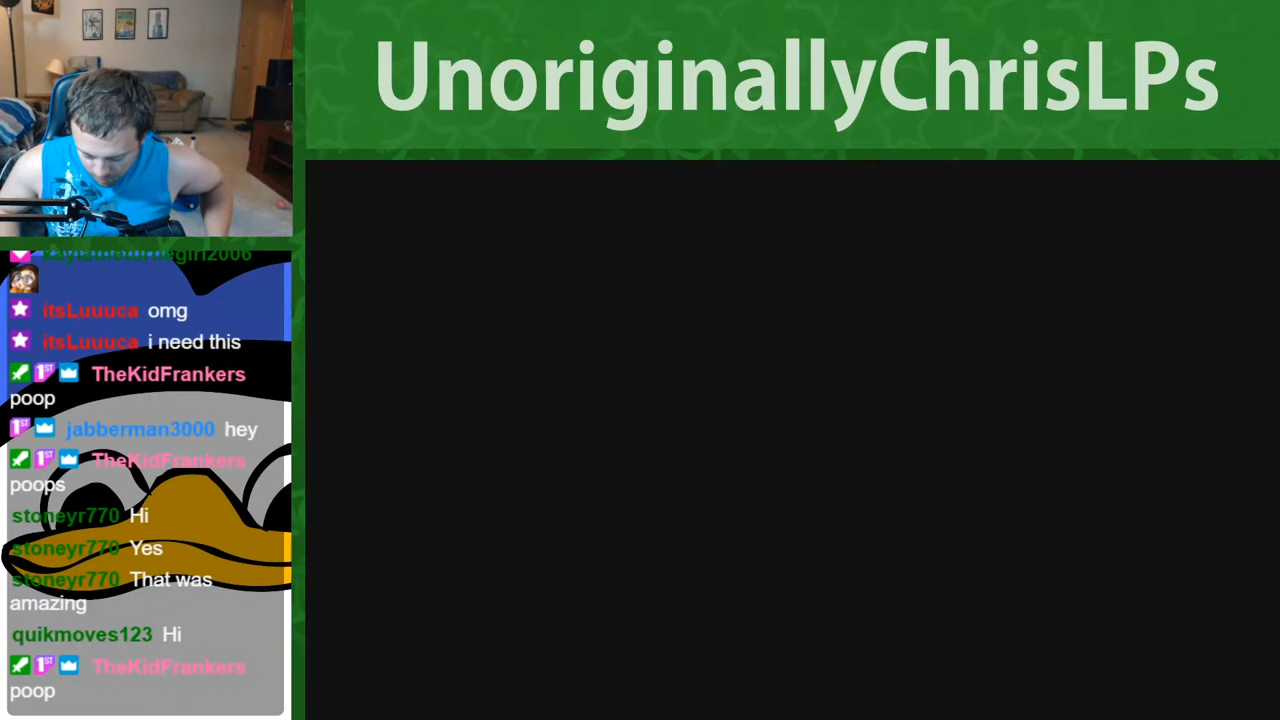 UnoriginallyChrisLPs
kaylatheturtlegirl2006
itsLuuuca omg
itsLuuuca i need this
TheKidFrankers
poop
jabberman3000 hey
TheKidFrankers
poops
stoneyr770 Hi
stoneyr770 Yes
stoneyr770 That was
amazing
quikmoves123 Hi
TheKidFrankers
poop